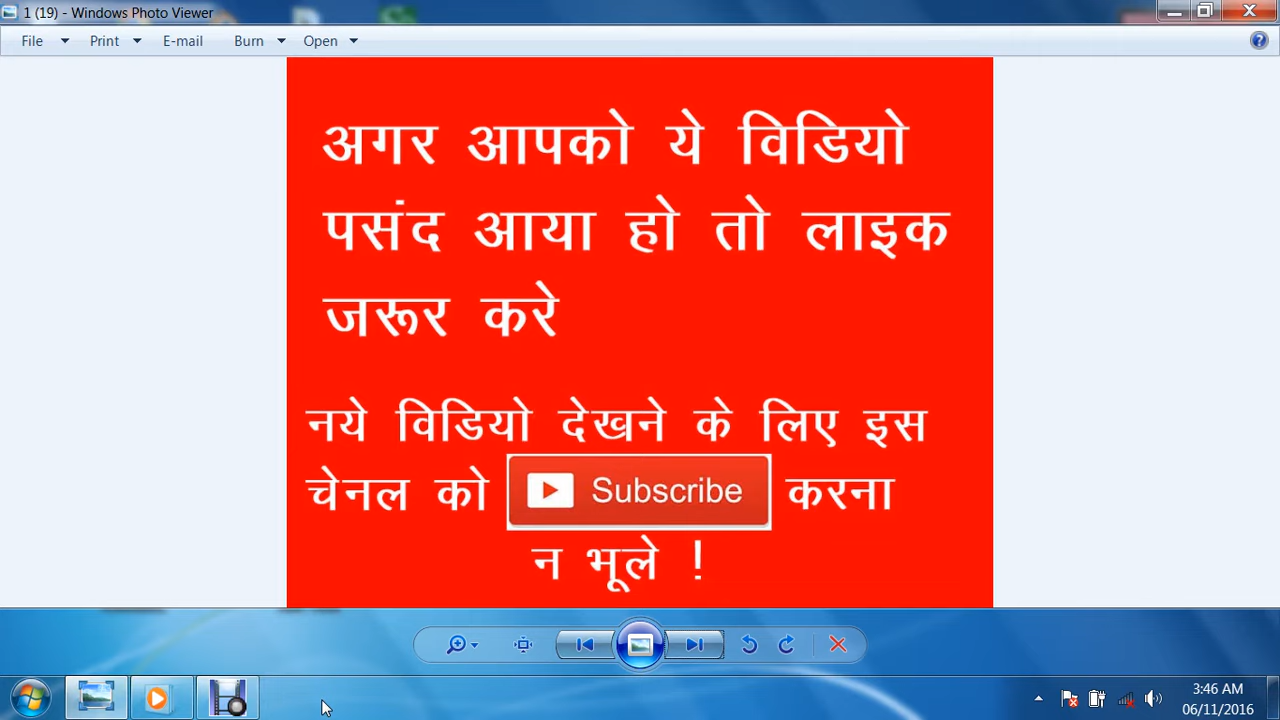 1 (19) - Windows Photo Viewer
File Print E-mail Burn Open
अगर आपको ये विडियो
पसंद आया हो तो लाइक
जरूर करे
नये विडियो देखने के लिए इस
चेनल को Subscribe करना
न भूले !
3:46 AM
06/11/2016